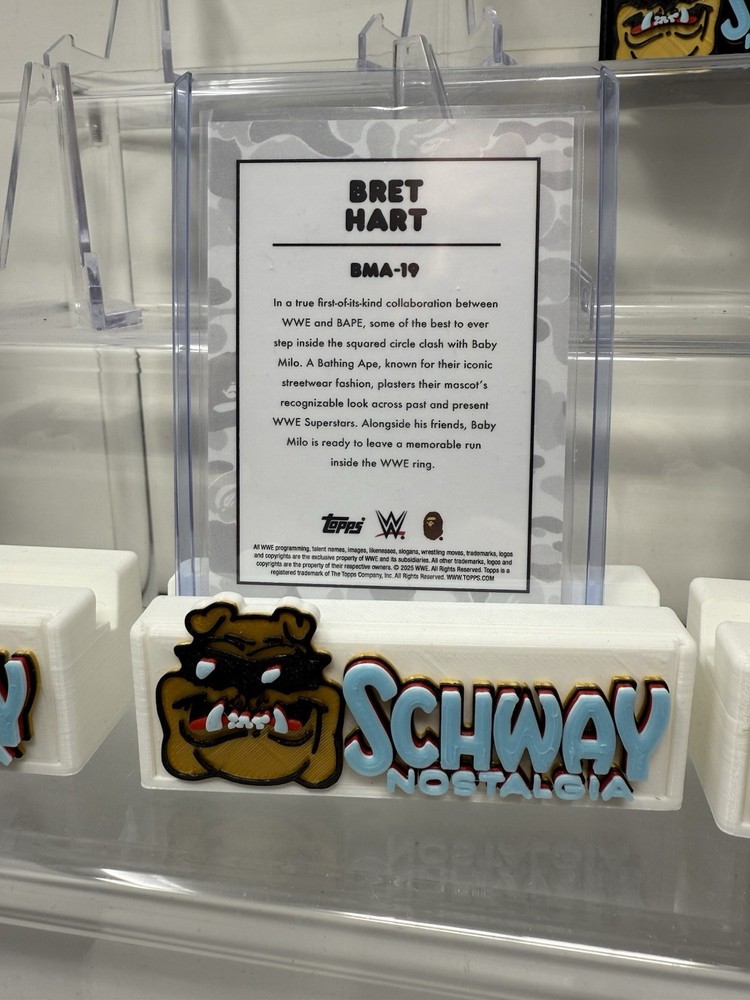 BRET
HART
BMA-19
In a true first-of-its-kind collaboration between
WWE and BAPE, some of the best to ever
step inside the squared circle clash with Baby
Milo. A Bathing Ape, known for their iconic
streetwear fashion, plasters their mascot's
recognizable look across past and present
WWE Superstars. Alongside his friends, Baby
Milo is ready to leave a memorable run
inside the WWE ring.
Topps W
All WWE programming, talent names, images, likenesses, slogans, wrestling moves, trademarks, logos
and copyrights are the exclusive property of WWE and its subsidiaries. All other trademarks, logos and
copyrights are the property of their respective owners. © 2025 WWE. All Rights Reserved. Topps is a
registered trademark of The Topps Company, Inc. All Rights Reserved. WWW.TOPPS.COM
SCHWAY
NOSTALGIA